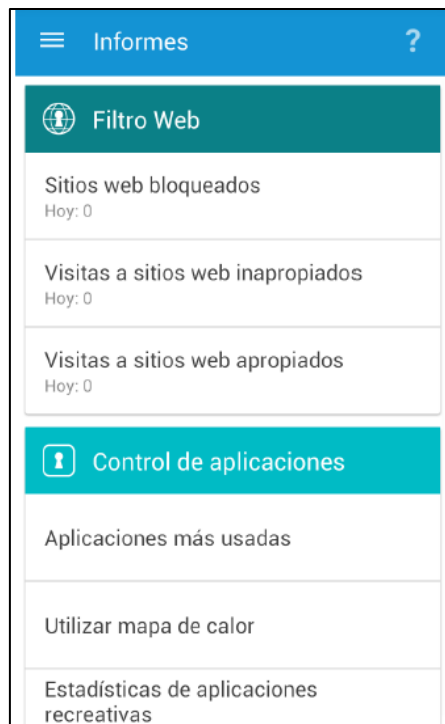 Informes
?
Filtro Web
Sitios web bloqueados
Hoy: 0
Visitas a sitios web inapropiados
Hoy: 0
Visitas a sitios web apropiados
Hoy: 0
Control de aplicaciones
Aplicaciones más usadas
Utilizar mapa de calor
Estadísticas de aplicaciones
recreativas